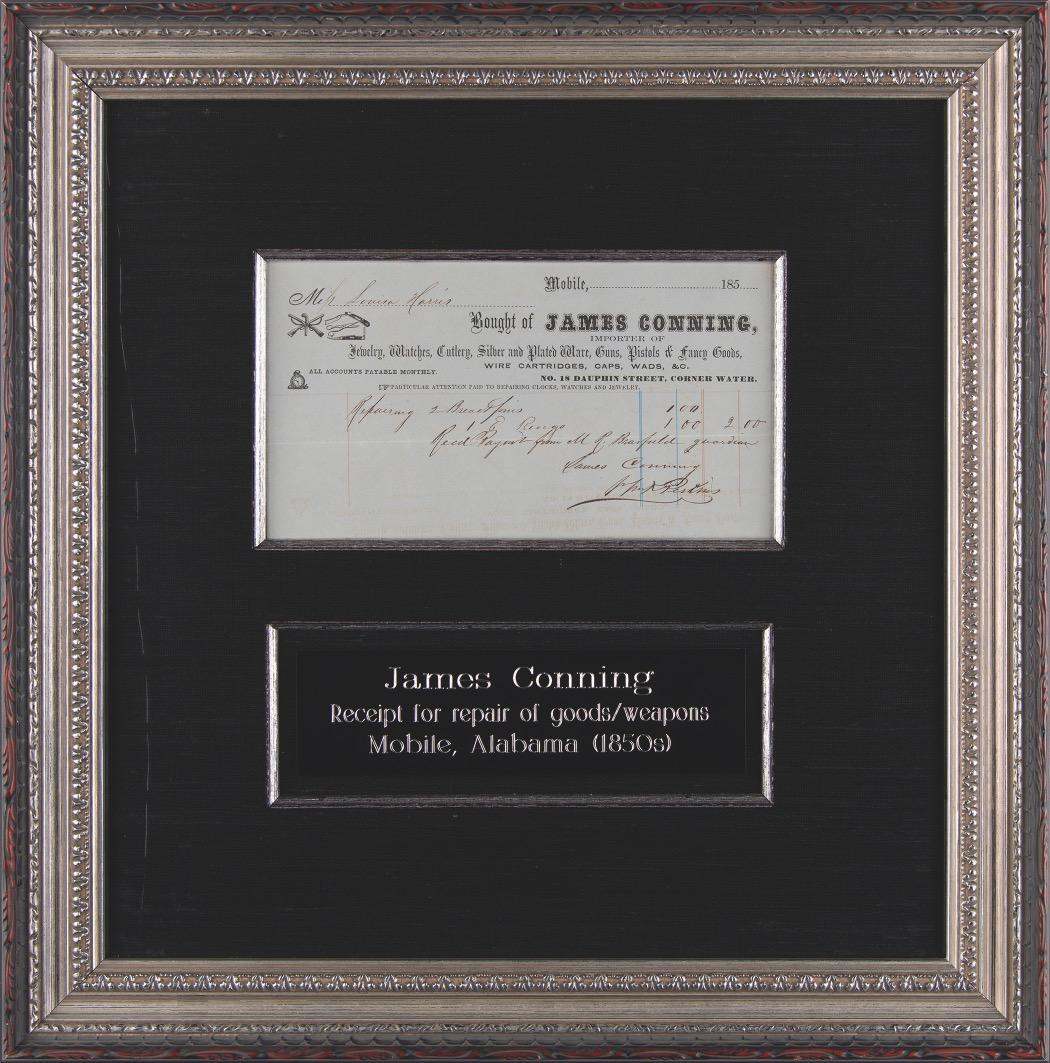 Mobile, 185
M Louisa Harris
Bought of JAMES CONNING,
IMPORTER OF
Jewelry, Watches, Cutlery, Silver and Plated Ware, Guns, Pistols & Fancy Goods,
WIRE CARTRIDGES, CAPS, WADS, &C.
ALL ACCOUNTS PAYABLE MONTHLY.
NO. 18 DAUPHIN STREET, CORNER WATER.
PARTICULAR ATTENTION PAID TO REPAIRING CLOCKS, WATCHES AND JEWELRY.
Repairing 2 Breast pins 1 00
1 E Rings 1 00 2 00
Recd Paymt from M guardian
James Conning
James Conning
Receipt for repair of goods/weapons
Mobile, Alabama (1850s)